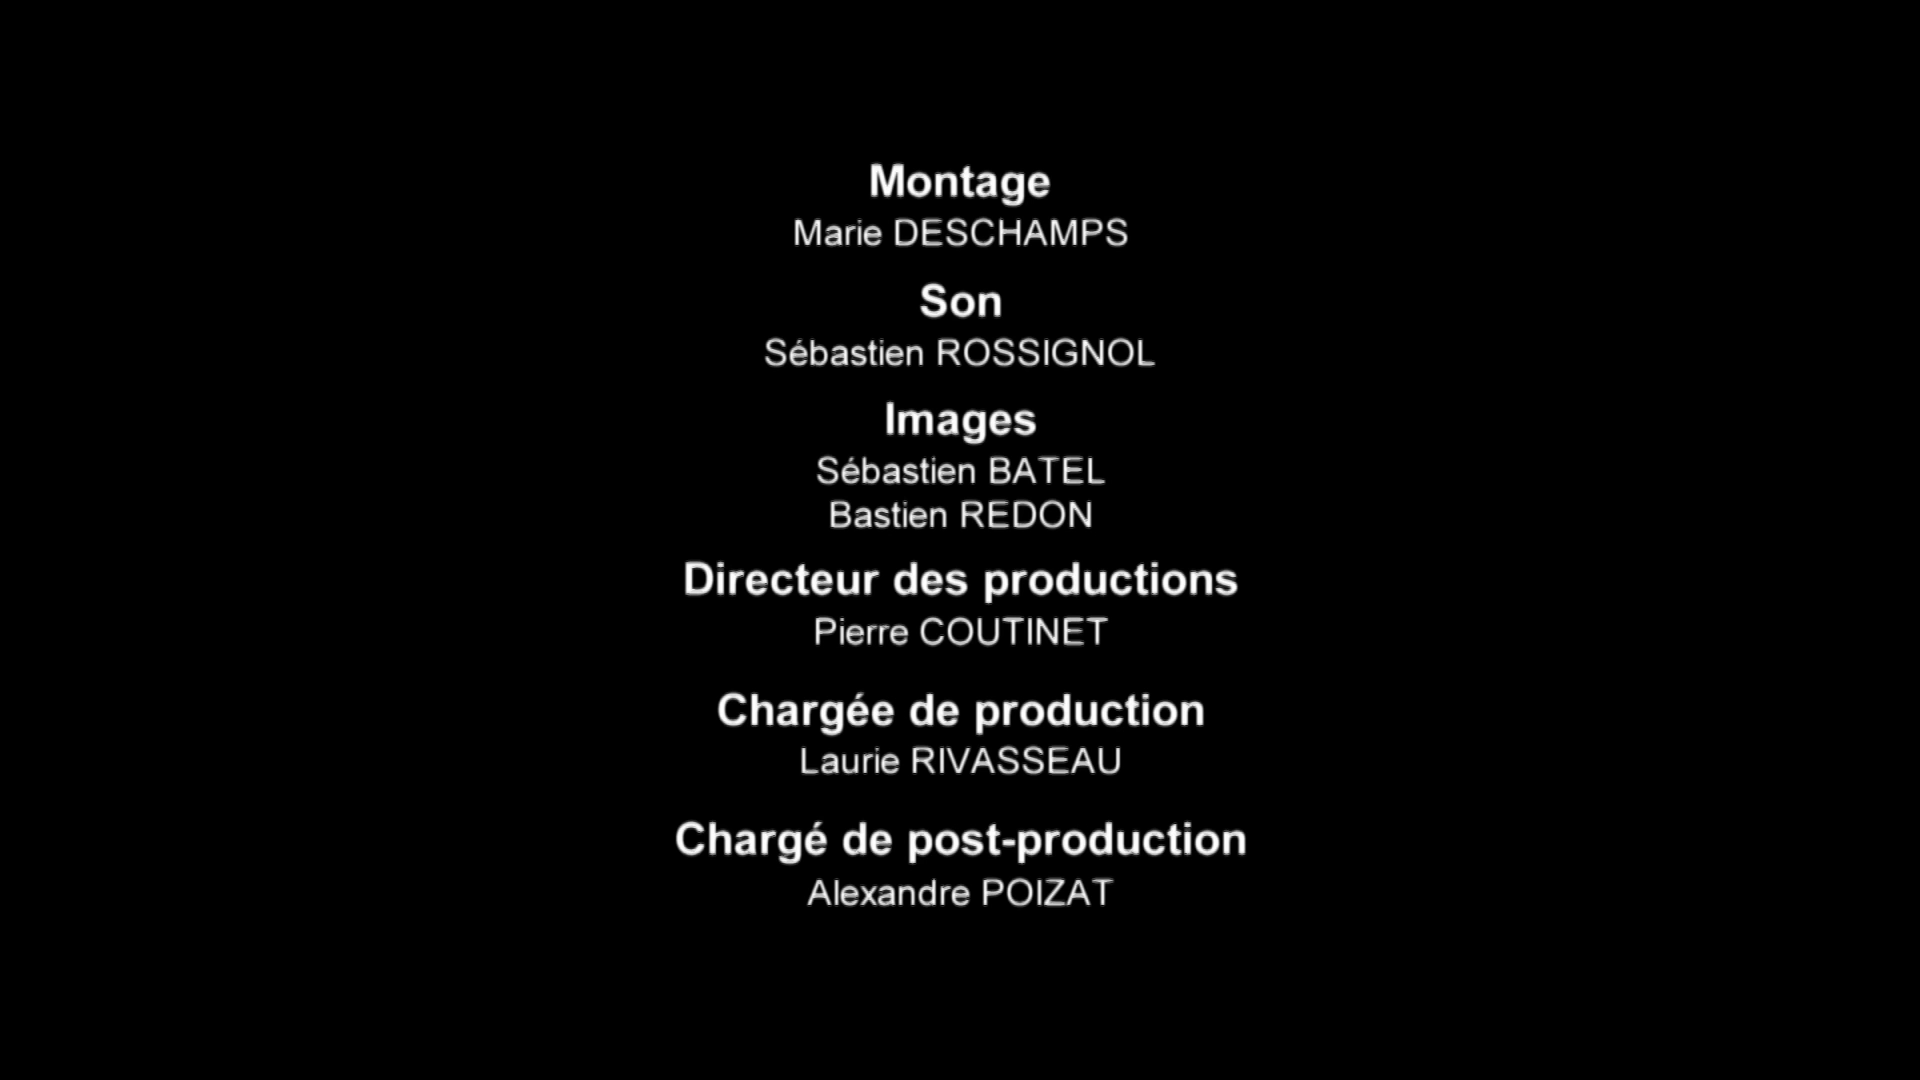 Montage
Marie DESCHAMPS
Son
Sébastien ROSSIGNOL
Images
Sébastien BATEL
Bastien REDON
Directeur des productions
Pierre COUTINET
Chargée de production
Laurie RIVASSEAU
Chargé de post-production
Alexandre POIZAT